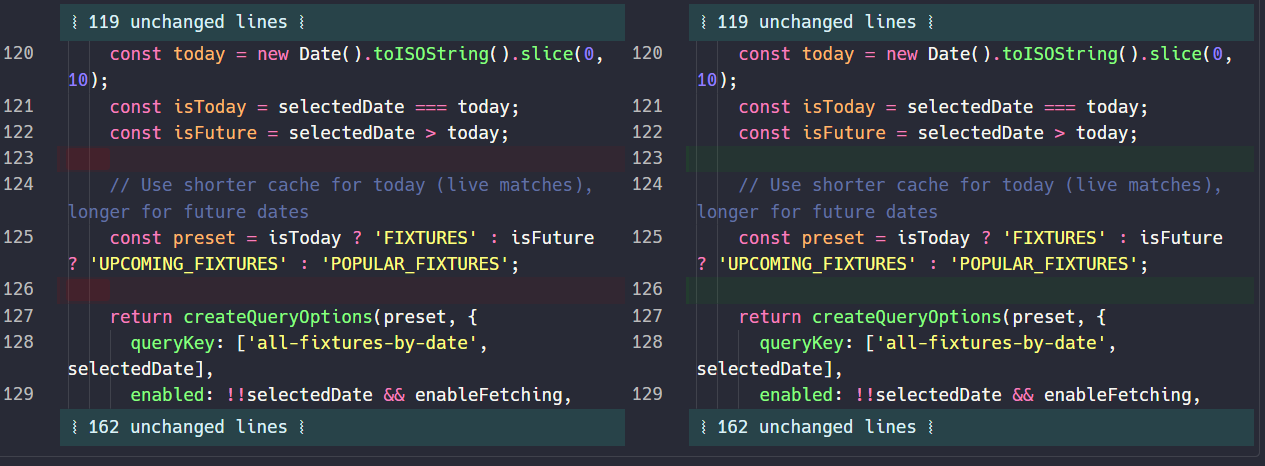 ⦚ 119 unchanged lines ⦚
120 const today = new Date().toISOString().slice(0,
10);
121 const isToday = selectedDate === today;
122 const isFuture = selectedDate > today;
123
124 // Use shorter cache for today (live matches),
longer for future dates
125 const preset = isToday ? 'FIXTURES' : isFuture
? 'UPCOMING_FIXTURES' : 'POPULAR_FIXTURES';
126
127 return createQueryOptions(preset, {
128 queryKey: ['all-fixtures-by-date',
selectedDate],
129 enabled: !!selectedDate && enableFetching,
⦚ 162 unchanged lines ⦚
⦚ 119 unchanged lines ⦚
120 const today = new Date().toISOString().slice(0,
10);
121 const isToday = selectedDate === today;
122 const isFuture = selectedDate > today;
123
124 // Use shorter cache for today (live matches),
longer for future dates
125 const preset = isToday ? 'FIXTURES' : isFuture
? 'UPCOMING_FIXTURES' : 'POPULAR_FIXTURES';
126
127 return createQueryOptions(preset, {
128 queryKey: ['all-fixtures-by-date',
selectedDate],
129 enabled: !!selectedDate && enableFetching,
⦚ 162 unchanged lines ⦚